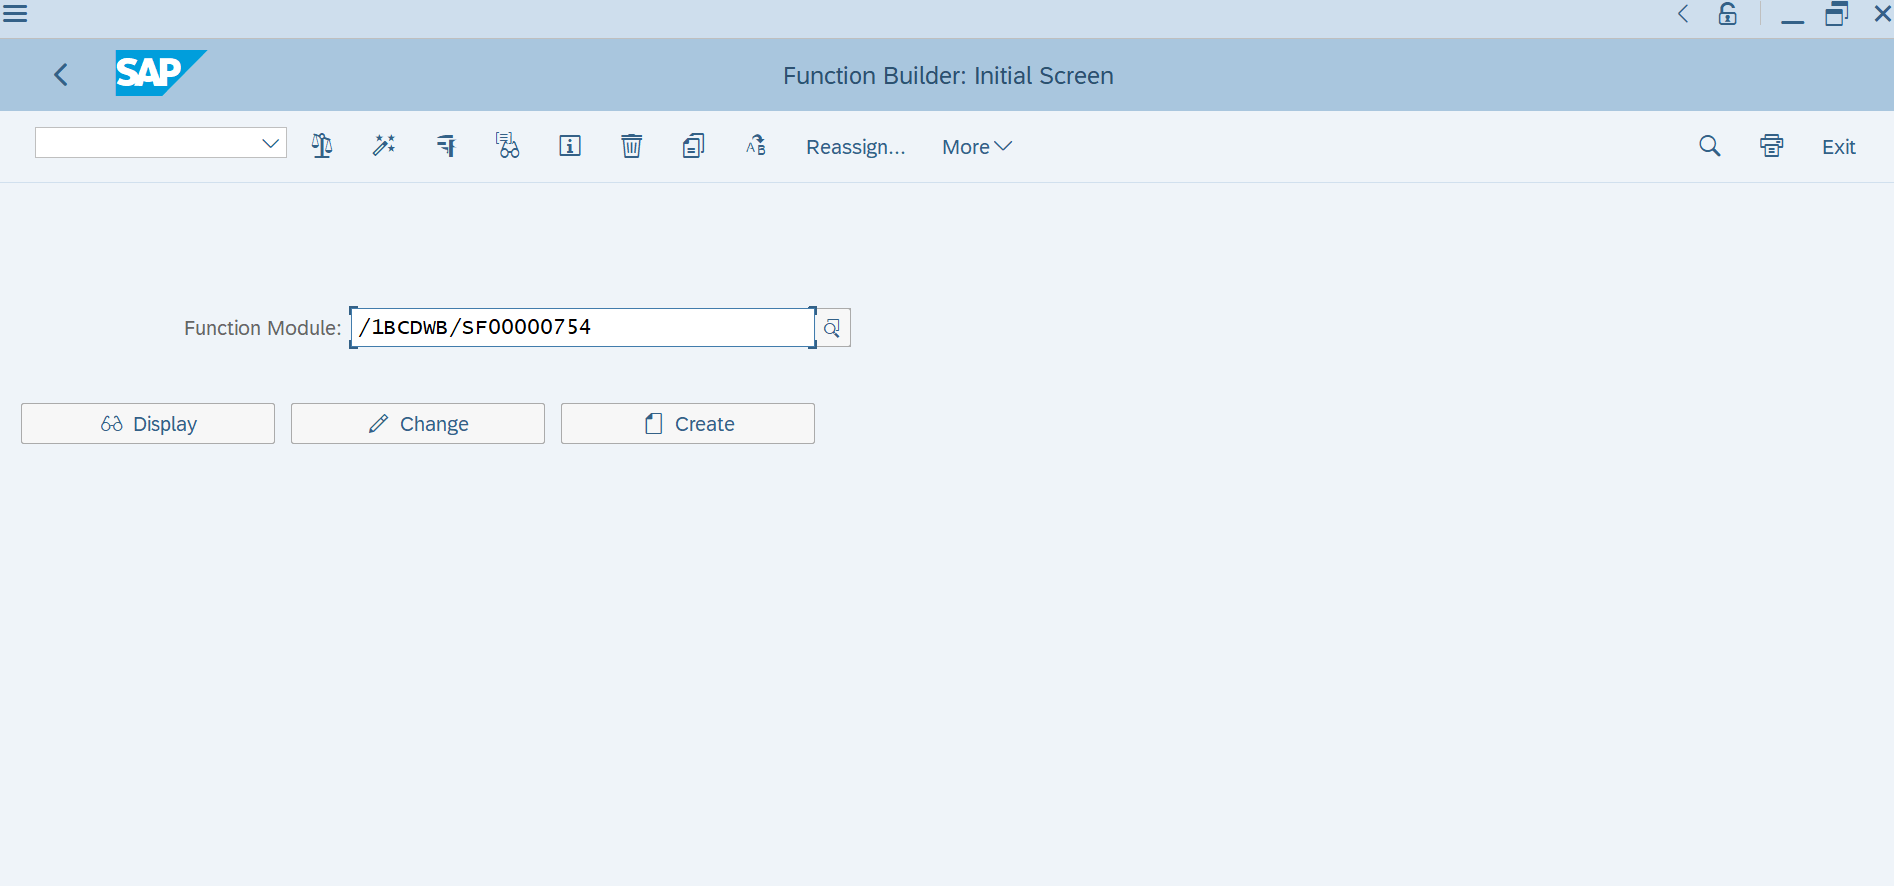 SAP
Function Builder: Initial Screen
Reassign...
More
Exit
Function Module:
/1BCDWB/SF00000754
Display
Change
Create